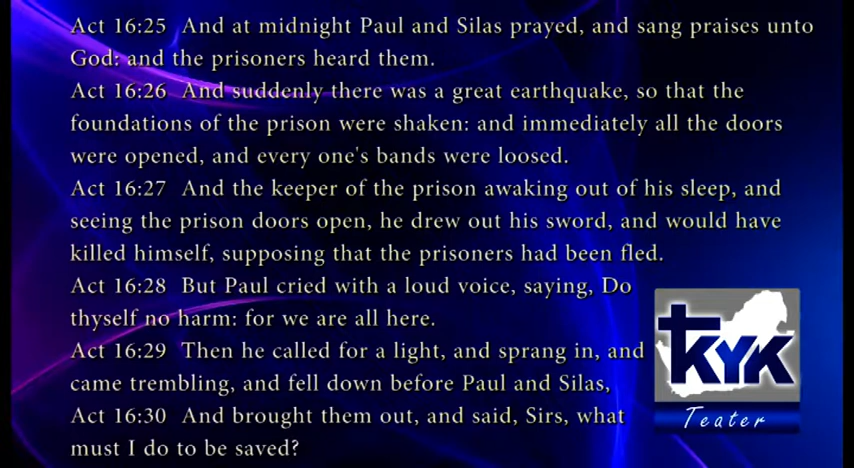 Act 16:25 And at midnight Paul and Silas prayed, and sang praises unto
God: and the prisoners heard them.
Act 16:26 And suddenly there was a great earthquake, so that the
foundations of the prison were shaken: and immediately all the doors
were opened, and every one's bands were loosed.
Act 16:27 And the keeper of the prison awaking out of his sleep, and
seeing the prison doors open, he drew out his sword, and would have
killed himself, supposing that the prisoners had been fled.
Act 16:28 But Paul cried with a loud voice, saying, Do
thyself no harm: for we are all here.
Act 16:29 Then he called for a light, and sprang in, and
came trembling, and fell down before Paul and Silas,
Act 16:30 And brought them out, and said, Sirs, what
must I do to be saved?
KYK
Teater